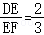 DE/EF = 2/3